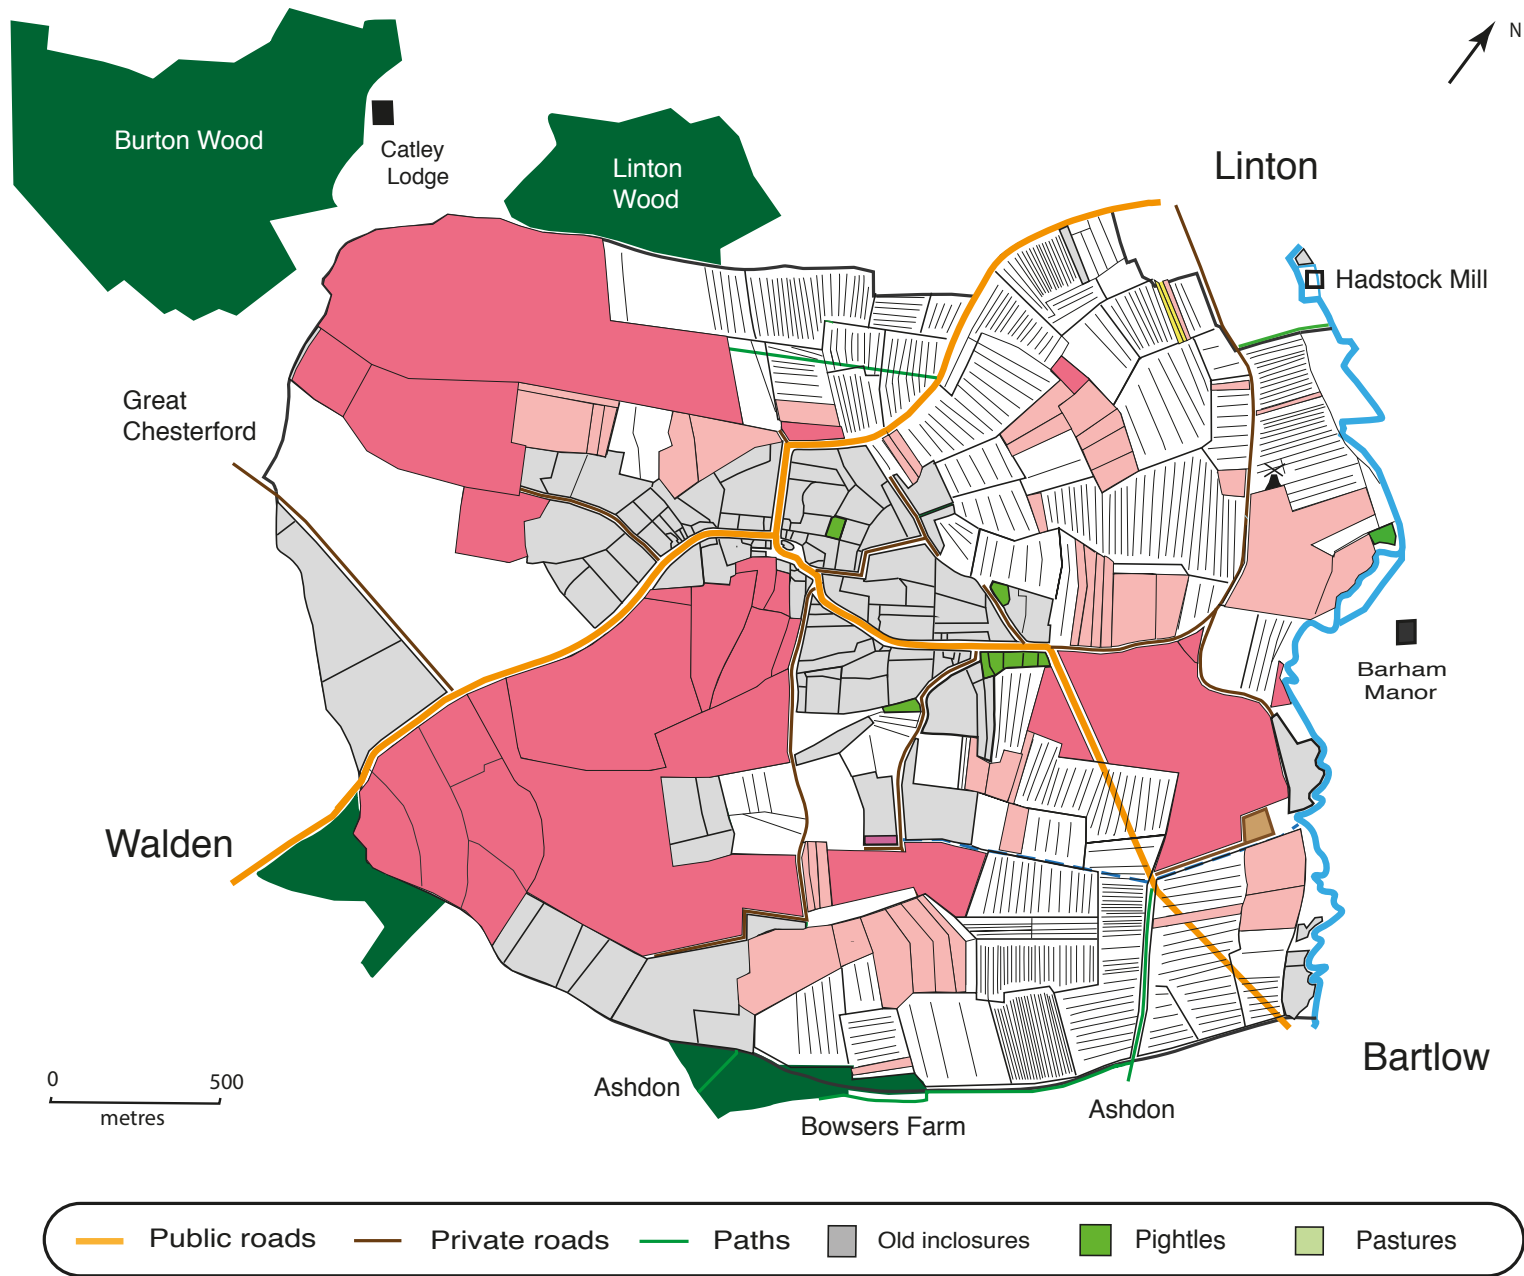 N
Burton Wood
Catley
Lodge
Linton
Wood
Linton
Hadstock Mill
Great
Chesterford
Barham
Manor
Walden
0 500
metres
Ashdon
Bowsers Farm
Ashdon
Bartlow
Public roads
Private roads
Paths
Old inclosures
Pightles
Pastures